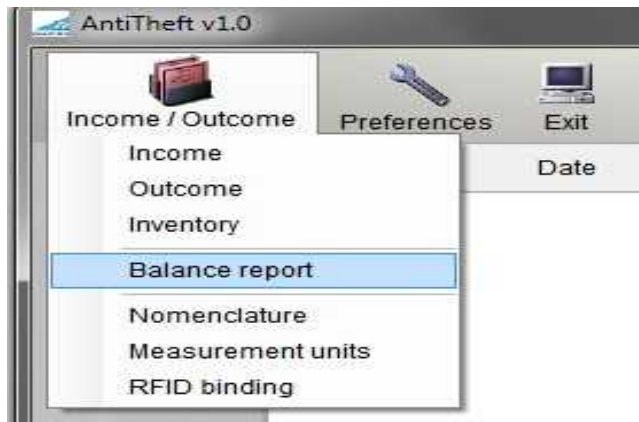 AntiTheft v1.0
Income / Outcome Preferences Exit
Income
Date
Outcome
Inventory
Balance report
Nomenclature
Measurement units
RFID binding